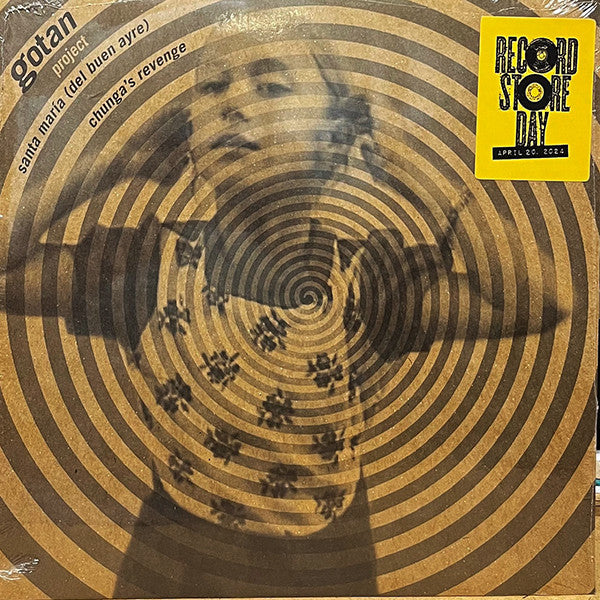 gotan
project
santa maría (del buen ayre)
chunga's revenge
RECORD
STORE
DAY
APRIL 20, 2024